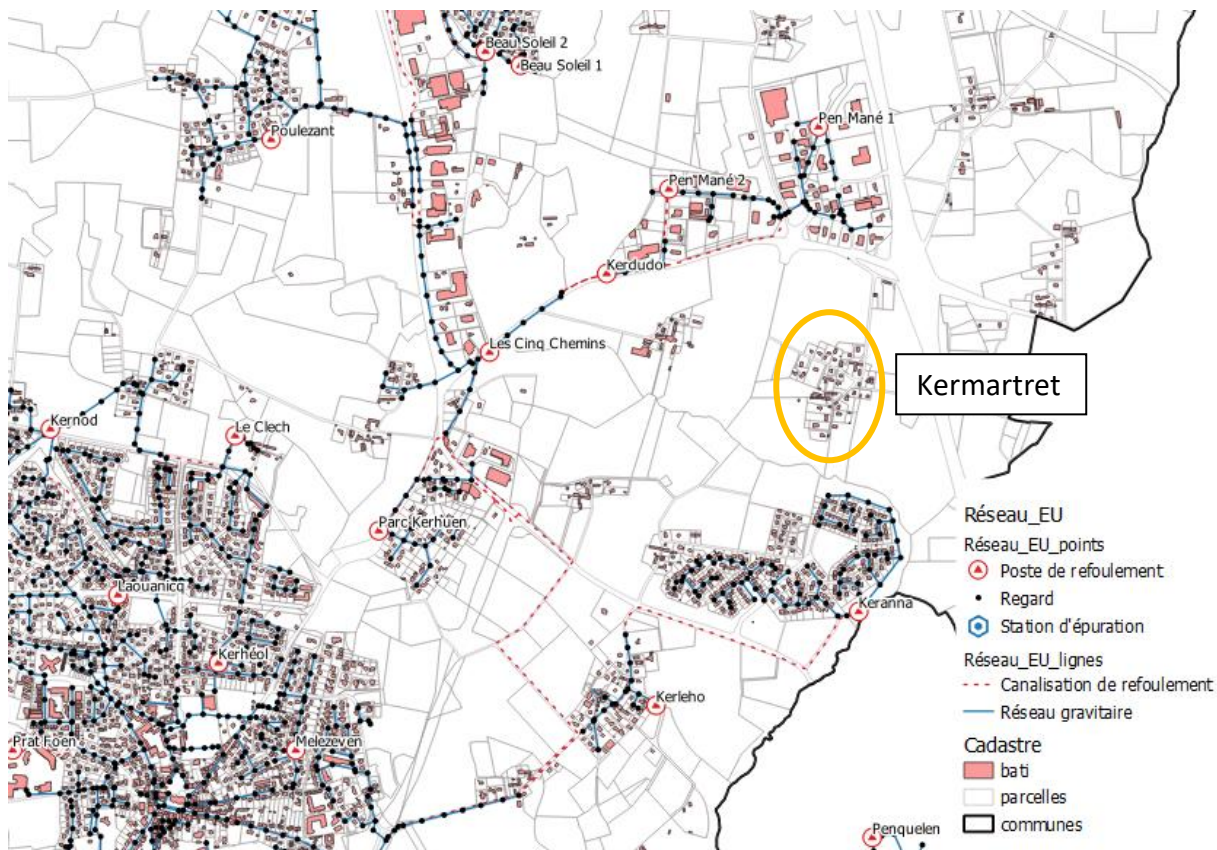 Beau Soleil 2
Beau Soleil 1
Poulezant
Pen Mané 1
Pen Mané 2
Kerdudo
Les Cinq Chemins
Kermartret
Kernod
Le Clech
Parc Kerhuen
Laouanicq
Keranna
Kerhéol
Kerleho
Prat Foen
Melezeven
Penquelen
Réseau_EU
Réseau_EU_points
Poste de refoulement
Regard
Station d'épuration
Réseau_EU_lignes
Canalisation de refoulement
Réseau gravitaire
Cadastre
bati
parcelles
communes